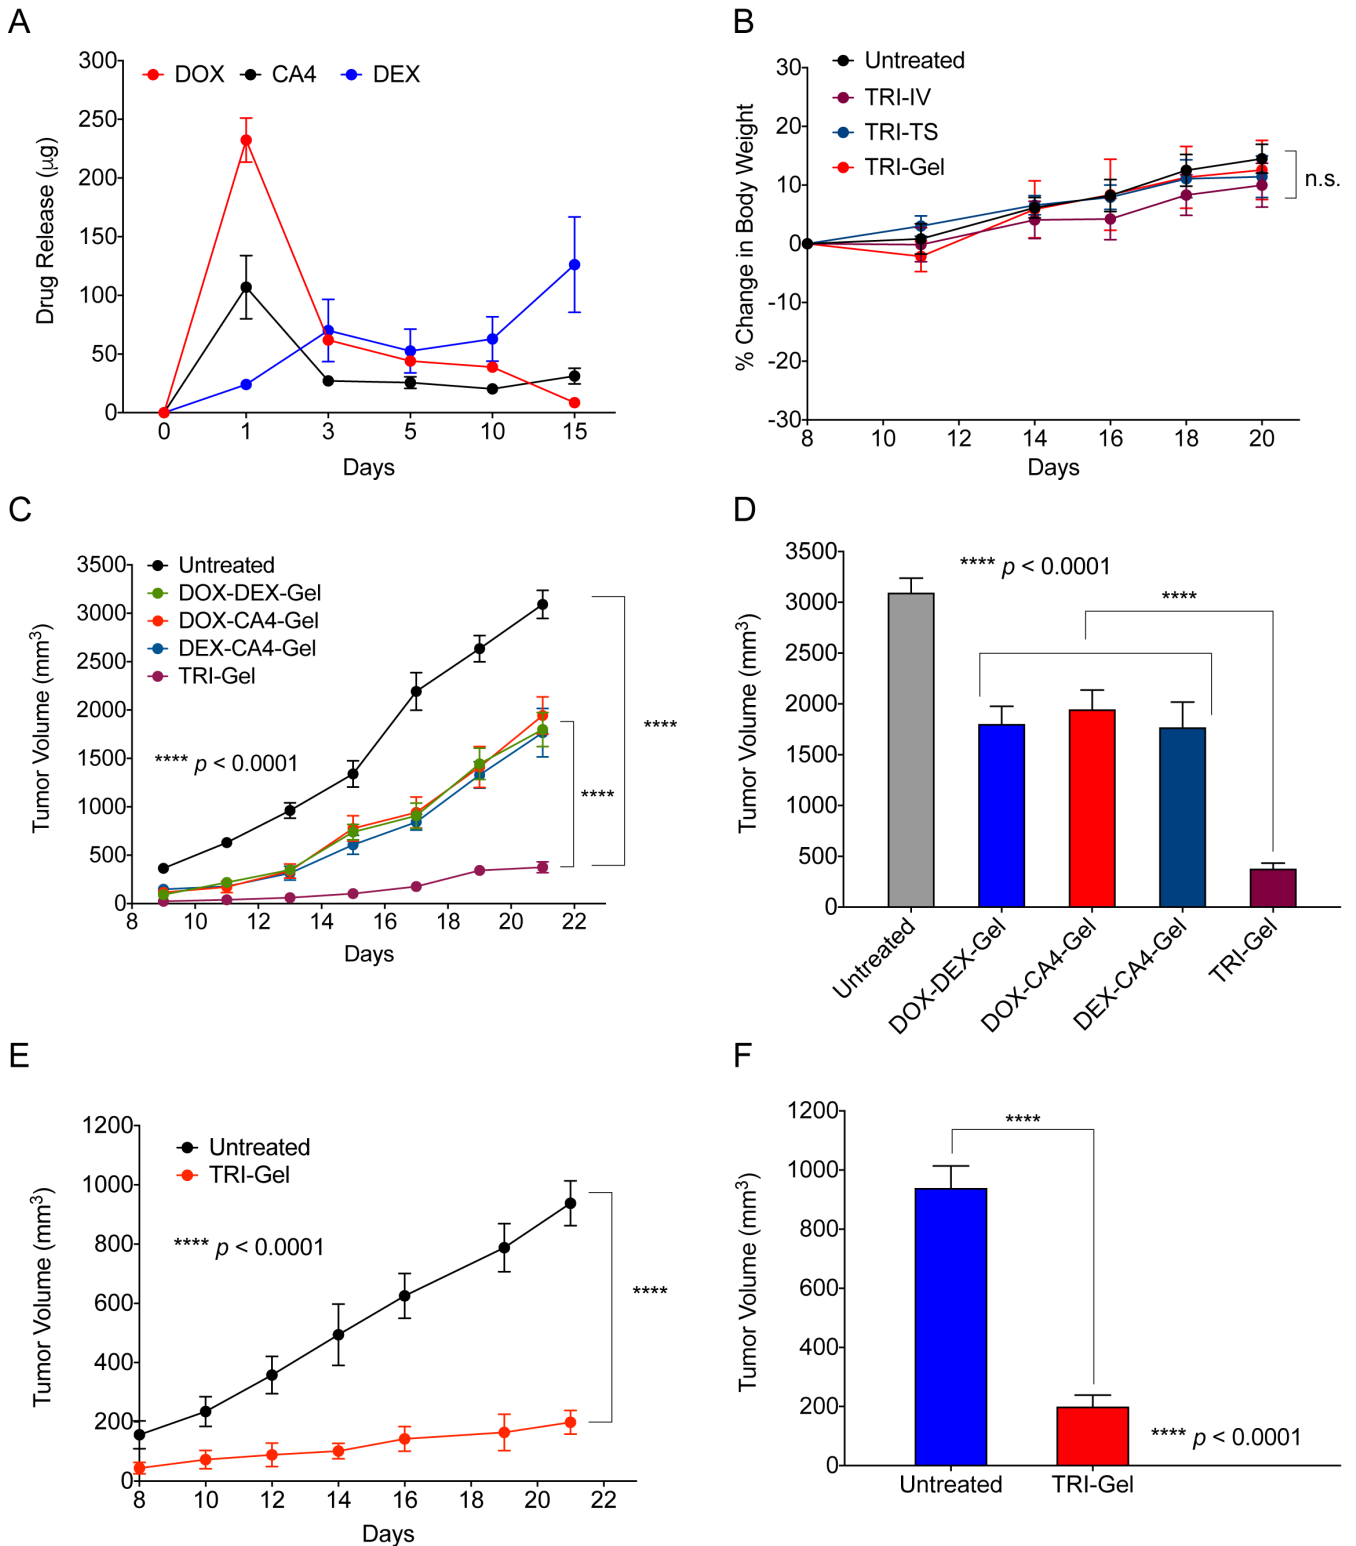 A
DOX CA4 DEX
300
250
200
150
100
50
0
Drug Release (μg)
0 1 3 5 10 15
Days
B
Untreated
TRI-IV
TRI-TS
TRI-Gel
30
20
10
0
-10
-20
-30
% Change in Body Weight
n.s.
8 10 12 14 16 18 20
Days
C
Untreated
DOX-DEX-Gel
DOX-CA4-Gel
DEX-CA4-Gel
TRI-Gel
3500
3000
2500
2000
1500
1000
500
0
Tumor Volume (mm³)
**** p < 0.0001
****
****
8 10 12 14 16 18 20 22
Days
D
3500
3000
2500
2000
1500
1000
500
0
Tumor Volume (mm³)
**** p < 0.0001
****
Untreated
DOX-DEX-Gel
DOX-CA4-Gel
DEX-CA4-Gel
TRI-Gel
E
Untreated
TRI-Gel
1200
1000
800
600
400
200
0
Tumor Volume (mm³)
**** p < 0.0001
****
8 10 12 14 16 18 20 22
Days
F
1200
1000
800
600
400
200
0
Tumor Volume (mm³)
****
**** p < 0.0001
Untreated TRI-Gel